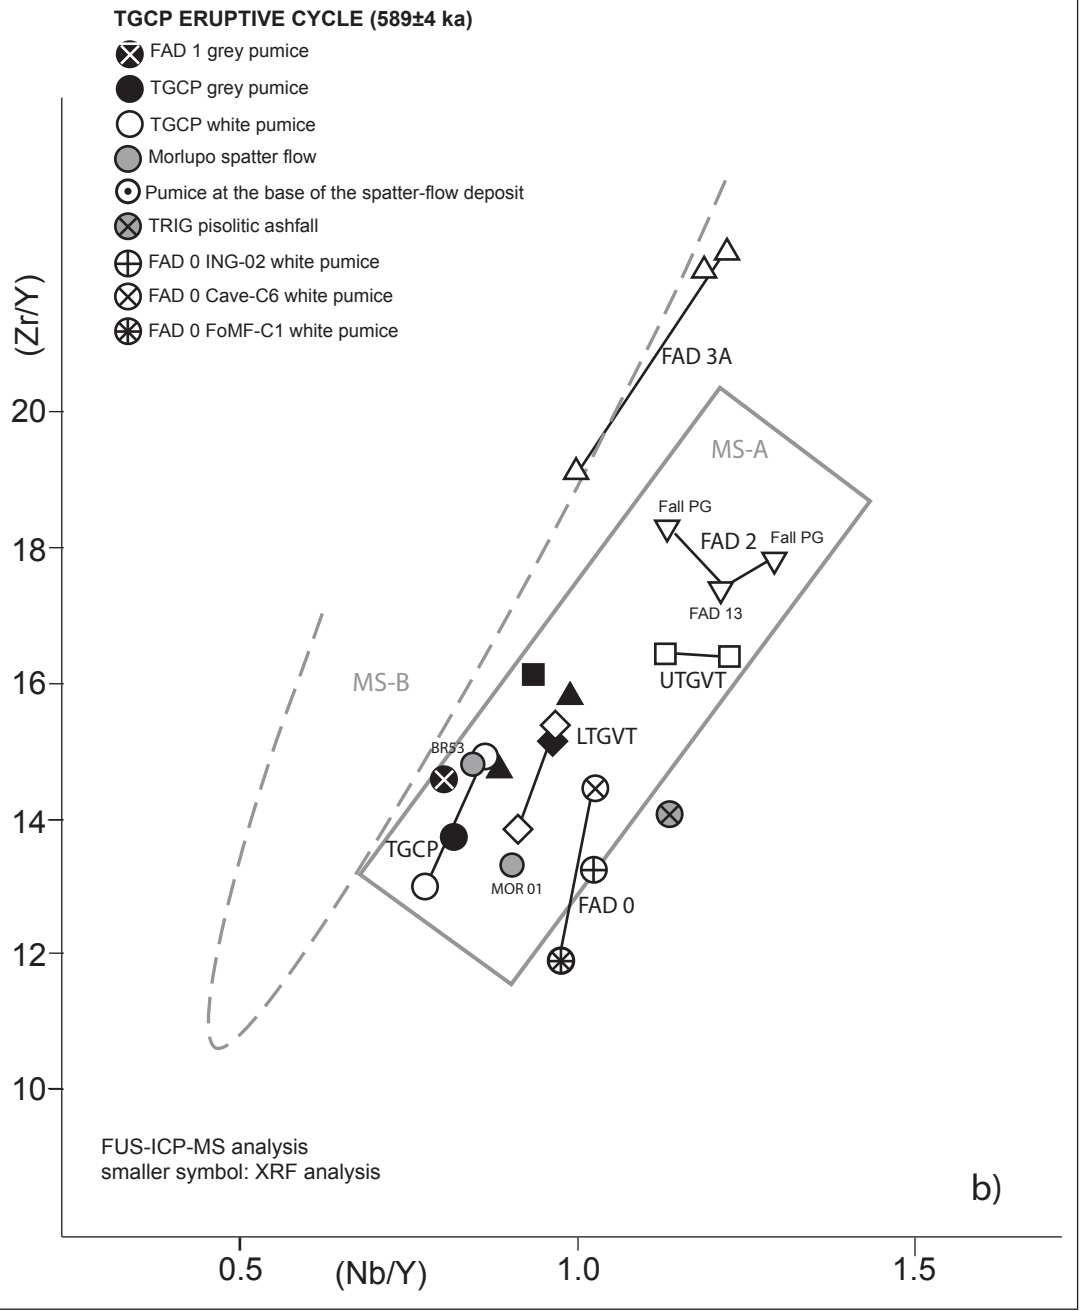 TGCP ERUPTIVE CYCLE (589±4 ka)
FAD 1 grey pumice
TGCP grey pumice
TGCP white pumice
Morlupo spatter flow
Pumice at the base of the spatter-flow deposit
TRIG pisolitic ashfall
FAD 0 ING-02 white pumice
FAD 0 Cave-C6 white pumice
FAD 0 FoMF-C1 white pumice
(Zr/Y)
FAD 3A
20
MS-A
Fall PG
18
FAD 2
Fall PG
FAD 13
16
MS-B
UTGVT
BR53
LTGVT
14
TGCP
MOR 01
FAD 0
12
10
FUS-ICP-MS analysis
smaller symbol: XRF analysis
b)
0.5
(Nb/Y)
1.0
1.5